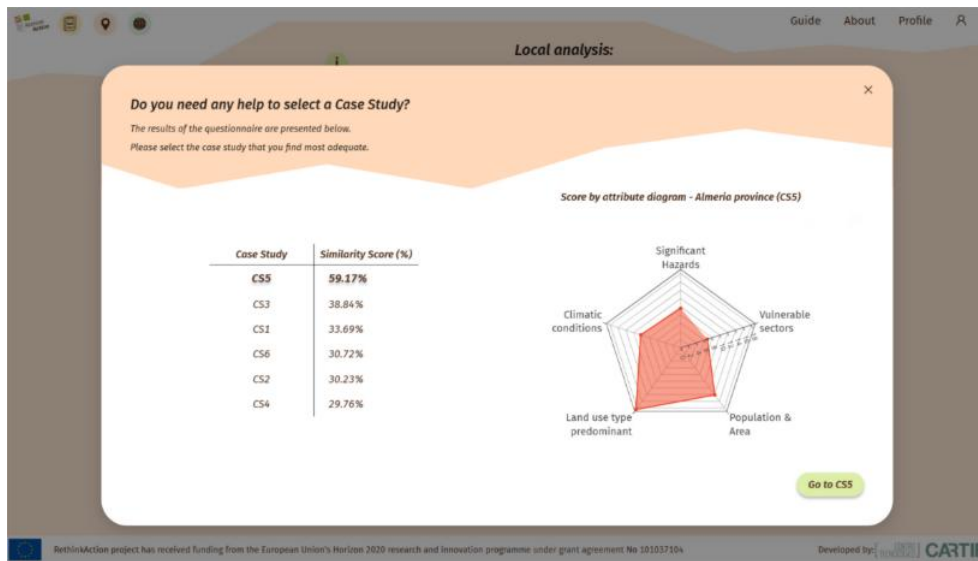 Guide About Profile
Local analysis:
Do you need any help to select a Case Study?
The results of the questionnaire are presented below.
Please select the case study that you find most adequate.
Case Study Similarity Score (%)
CS5 59.17%
CS3 38.84%
CS1 33.69%
CS6 30.72%
CS2 30.23%
CS4 29.76%
Score by attribute diagram - Almeria province (CS5)
Significant
Hazards
Vulnerable
sectors
Population &
Area
Land use type
predominant
Climatic
conditions
Go to CS5
RethinkAction project has received funding from the European Union's Horizon 2020 research and innovation programme under grant agreement No 101037104
Developed by: CARTIF